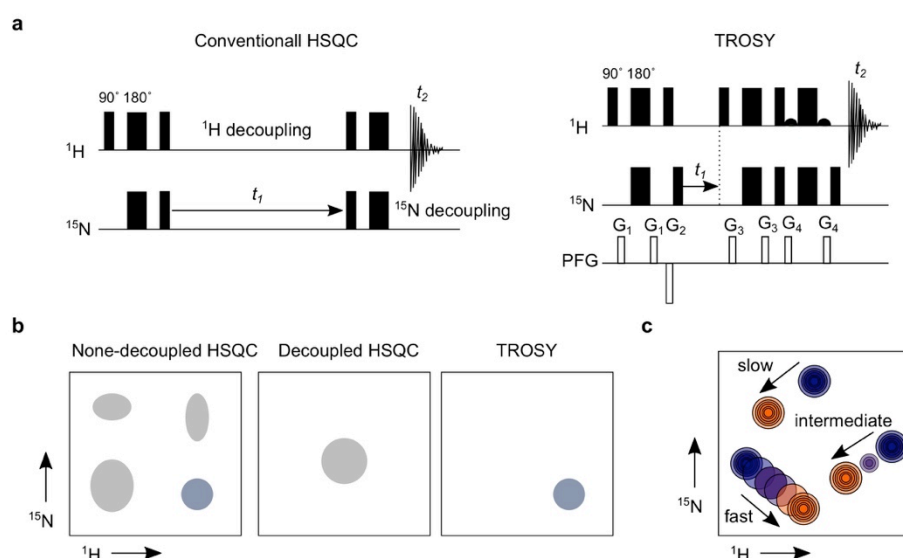 a
Conventionall HSQC
TROSY
90° 180°
t2
¹H decoupling
¹H
t1
¹⁵N decoupling
¹⁵N
90° 180°
t2
¹H
t1
¹⁵N
G1 G1 G2 G3 G3 G4 G4
PFG
b
None-decoupled HSQC
Decoupled HSQC
TROSY
¹⁵N
¹H
c
slow
intermediate
fast
¹⁵N
¹H